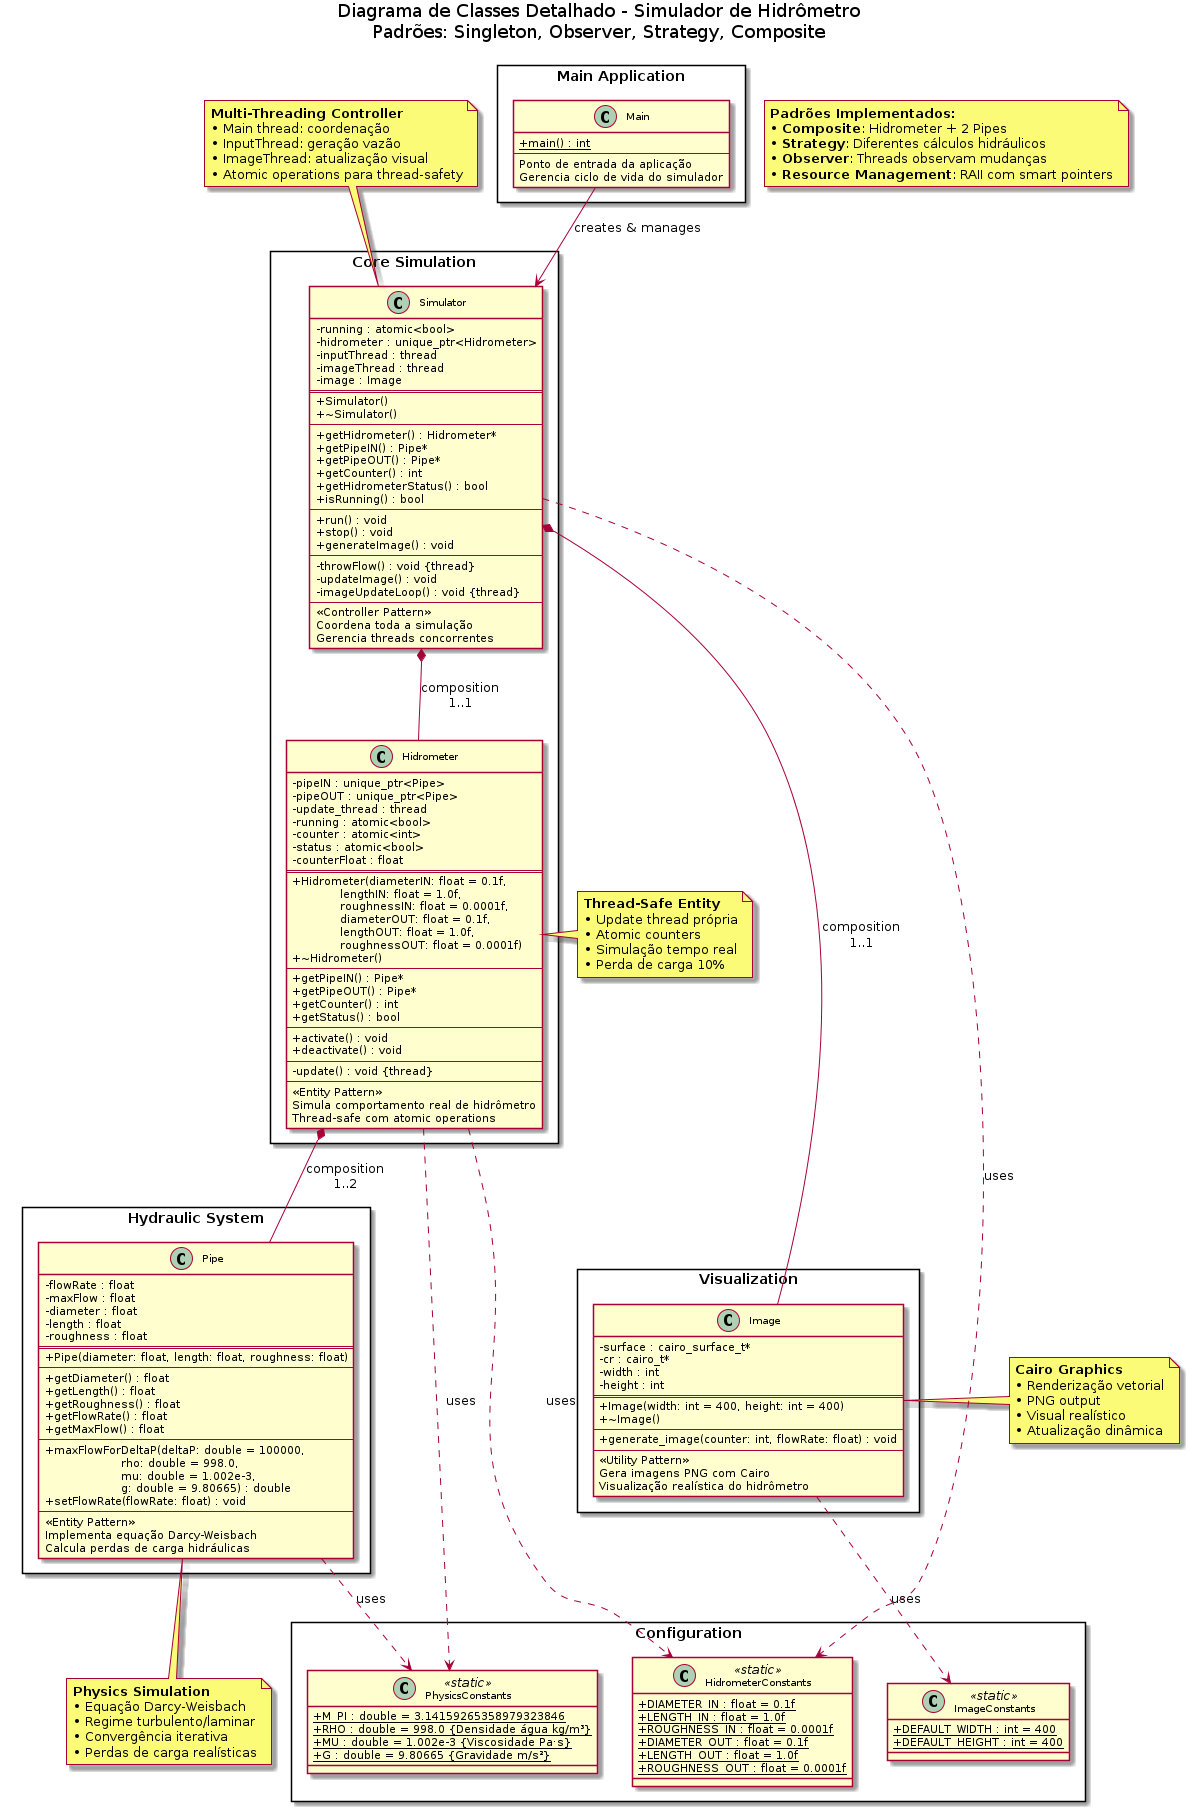 Diagrama de Classes Detalhado - Simulador de Hidrômetro
Padrões: Singleton, Observer, Strategy, Composite
Main Application
Main
+main() : int
Ponto de entrada da aplicação
Gerencia ciclo de vida do simulador
Multi-Threading Controller
• Main thread: coordenação
• InputThread: geração vazão
• ImageThread: atualização visual
• Atomic operations para thread-safety
Padrões Implementados:
• Composite: Hidrometer + 2 Pipes
• Strategy: Diferentes cálculos hidráulicos
• Observer: Threads observam mudanças
• Resource Management: RAII com smart pointers
creates & manages
Core Simulation
Simulator
-running : atomic<bool>
-hidrometer : unique_ptr<Hidrometer>
-inputThread : thread
-imageThread : thread
-image : Image
+Simulator()
+~Simulator()
+getHidrometer() : Hidrometer*
+getPipeIN() : Pipe*
+getPipeOUT() : Pipe*
+getCounter() : int
+getHidrometerStatus() : bool
+isRunning() : bool
+run() : void
+stop() : void
+generateImage() : void
-throwFlow() : void {thread}
-updateImage() : void
-imageUpdateLoop() : void {thread}
«Controller Pattern»
Coordena toda a simulação
Gerencia threads concorrentes
composition
1..1
Hidrometer
-pipeIN : unique_ptr<Pipe>
-pipeOUT : unique_ptr<Pipe>
-update_thread : thread
-running : atomic<bool>
-counter : atomic<int>
-status : atomic<bool>
-counterFloat : float
+Hidrometer(diameterIN: float = 0.1f,
lengthIN: float = 1.0f,
roughnessIN: float = 0.0001f,
diameterOUT: float = 0.1f,
lengthOUT: float = 1.0f,
roughnessOUT: float = 0.0001f)
+~Hidrometer()
+getPipeIN() : Pipe*
+getPipeOUT() : Pipe*
+getCounter() : int
+getStatus() : bool
+activate() : void
+deactivate() : void
-update() : void {thread}
«Entity Pattern»
Simula comportamento real de hidrômetro
Thread-safe com atomic operations
Thread-Safe Entity
• Update thread própria
• Atomic counters
• Simulação tempo real
• Perda de carga 10%
composition
1..1
composition
1..2
uses
Hydraulic System
Pipe
-flowRate : float
-maxFlow : float
-diameter : float
-length : float
-roughness : float
+Pipe(diameter: float, length: float, roughness: float)
+getDiameter() : float
+getLength() : float
+getRoughness() : float
+getFlowRate() : float
+getMaxFlow() : float
+maxFlowForDeltaP(deltaP: double = 100000,
rho: double = 998.0,
mu: double = 1.002e-3,
g: double = 9.80665) : double
+setFlowRate(flowRate: float) : void
«Entity Pattern»
Implementa equação Darcy-Weisbach
Calcula perdas de carga hidráulicas
uses
uses
Visualization
Image
-surface : cairo_surface_t*
-cr : cairo_t*
-width : int
-height : int
+Image(width: int = 400, height: int = 400)
+~Image()
+generate_image(counter: int, flowRate: float) : void
«Utility Pattern»
Gera imagens PNG com Cairo
Visualização realística do hidrômetro
Cairo Graphics
• Renderização vetorial
• PNG output
• Visual realístico
• Atualização dinâmica
uses
uses
Physics Simulation
• Equação Darcy-Weisbach
• Regime turbulento/laminar
• Convergência iterativa
• Perdas de carga realísticas
Configuration
«static»
PhysicsConstants
+M_PI : double = 3.14159265358979323846
+RHO : double = 998.0 {Densidade água kg/m³}
+MU : double = 1.002e-3 {Viscosidade Pa·s}
+G : double = 9.80665 {Gravidade m/s²}
«static»
HidrometerConstants
+DIAMETER_IN : float = 0.1f
+LENGTH_IN : float = 1.0f
+ROUGHNESS_IN : float = 0.0001f
+DIAMETER_OUT : float = 0.1f
+LENGTH_OUT : float = 1.0f
+ROUGHNESS_OUT : float = 0.0001f
«static»
ImageConstants
+DEFAULT_WIDTH : int = 400
+DEFAULT_HEIGHT : int = 400